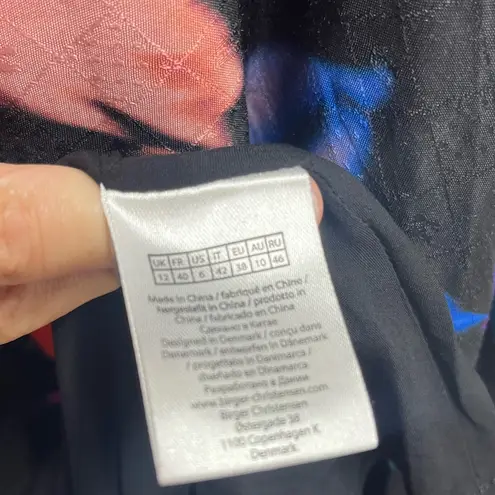 UK FR US IT EU AU RU
12 40 6 42 38 10 46
Made in China / fabriqué en Chine /
hergestellt in China / prodotto in
China / fabricado en China
Сделано в Китае
Designed in Denmark / conçu dans
Danemark / entworfen in Dänemark
/ progettato in Danimarca /
diseñado en Dinamarca
Разработано в Дании
www.birger-christensen.com
Birger Christensen
Østergade 38
1100 Copenhagen K
Denmark